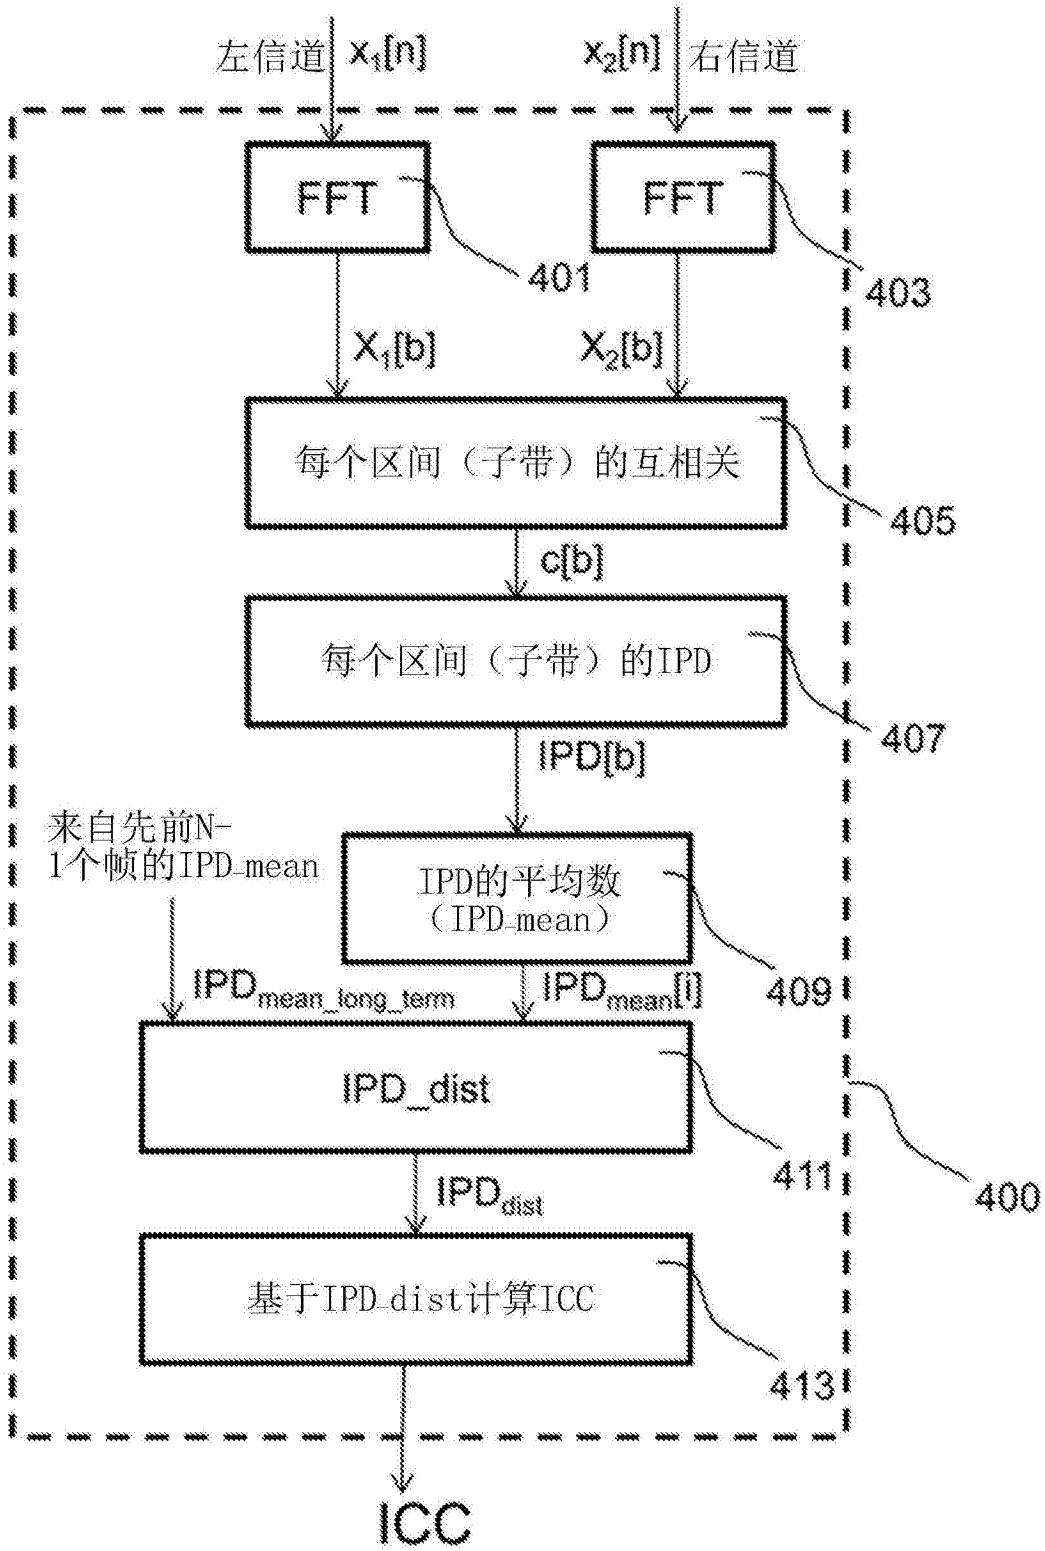 左信道 x₁[n]
x₂[n] 右信道
FFT
FFT
401
403
X₁[b]
X₂[b]
每个区间（子带）的互相关
405
c[b]
每个区间（子带）的IPD
407
IPD[b]
来自先前N-
1个帧的IPD_mean
IPD的平均数
（IPD_mean）
409
IPDmean_long_term
IPDmean[i]
IPD_dist
411
400
IPDdist
基于IPD_dist计算ICC
413
ICC